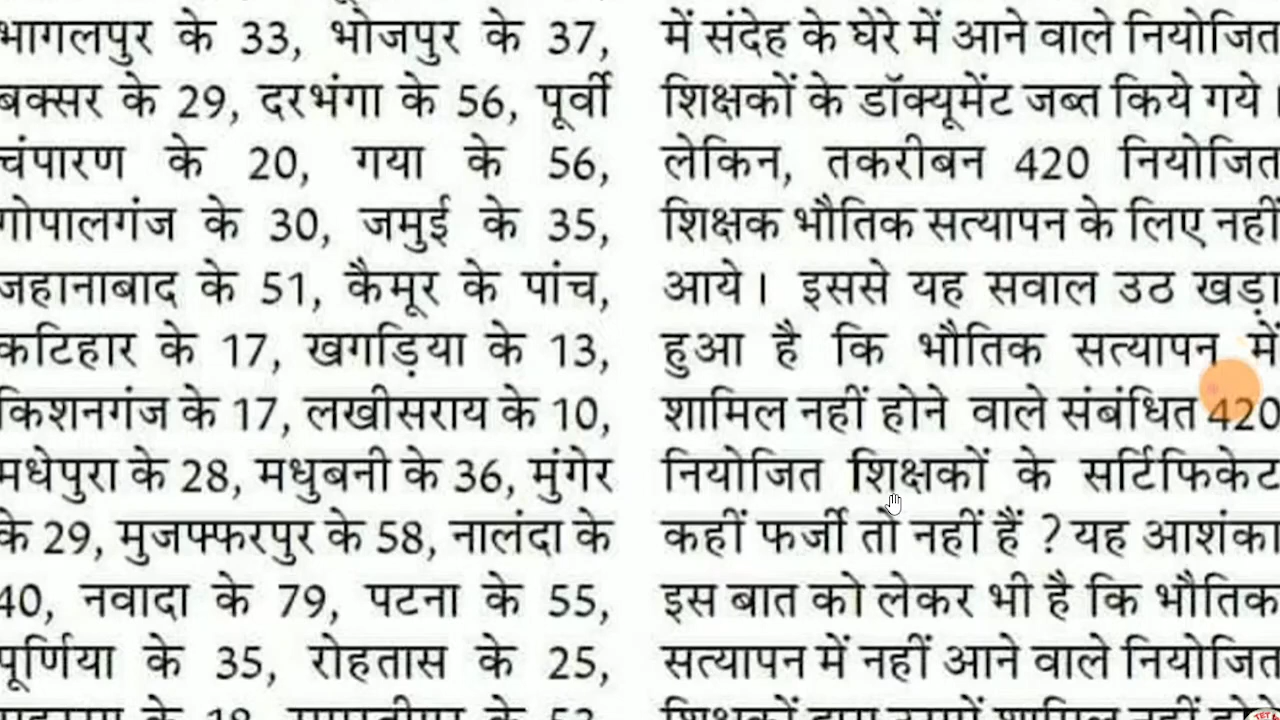 भागलपुर के 33, भोजपुर के 37,
बक्सर के 29, दरभंगा के 56, पूर्वी
चंपारण के 20, गया के 56,
गोपालगंज के 30, जमुई के 35,
जहानाबाद के 51, कैमूर के पांच,
कटिहार के 17, खगड़िया के 13,
किशनगंज के 17, लखीसराय के 10,
मधेपुरा के 28, मधुबनी के 36, मुंगेर
के 29, मुजफ्फरपुर के 58, नालंदा के
40, नवादा के 79, पटना के 55,
पूर्णिया के 35, रोहतास के 25,
में संदेह के घेरे में आने वाले नियोजित
शिक्षकों के डॉक्यूमेंट जब्त किये गये।
लेकिन, तकरीबन 420 नियोजित
शिक्षक भौतिक सत्यापन के लिए नहीं
आये। इससे यह सवाल उठ खड़ा
हुआ है कि भौतिक सत्यापन में
शामिल नहीं होने वाले संबंधित 420
नियोजित शिक्षकों के सर्टिफिकेट
कहीं फर्जी तो नहीं हैं ? यह आशंका
इस बात को लेकर भी है कि भौतिक
सत्यापन में नहीं आने वाले नियोजित